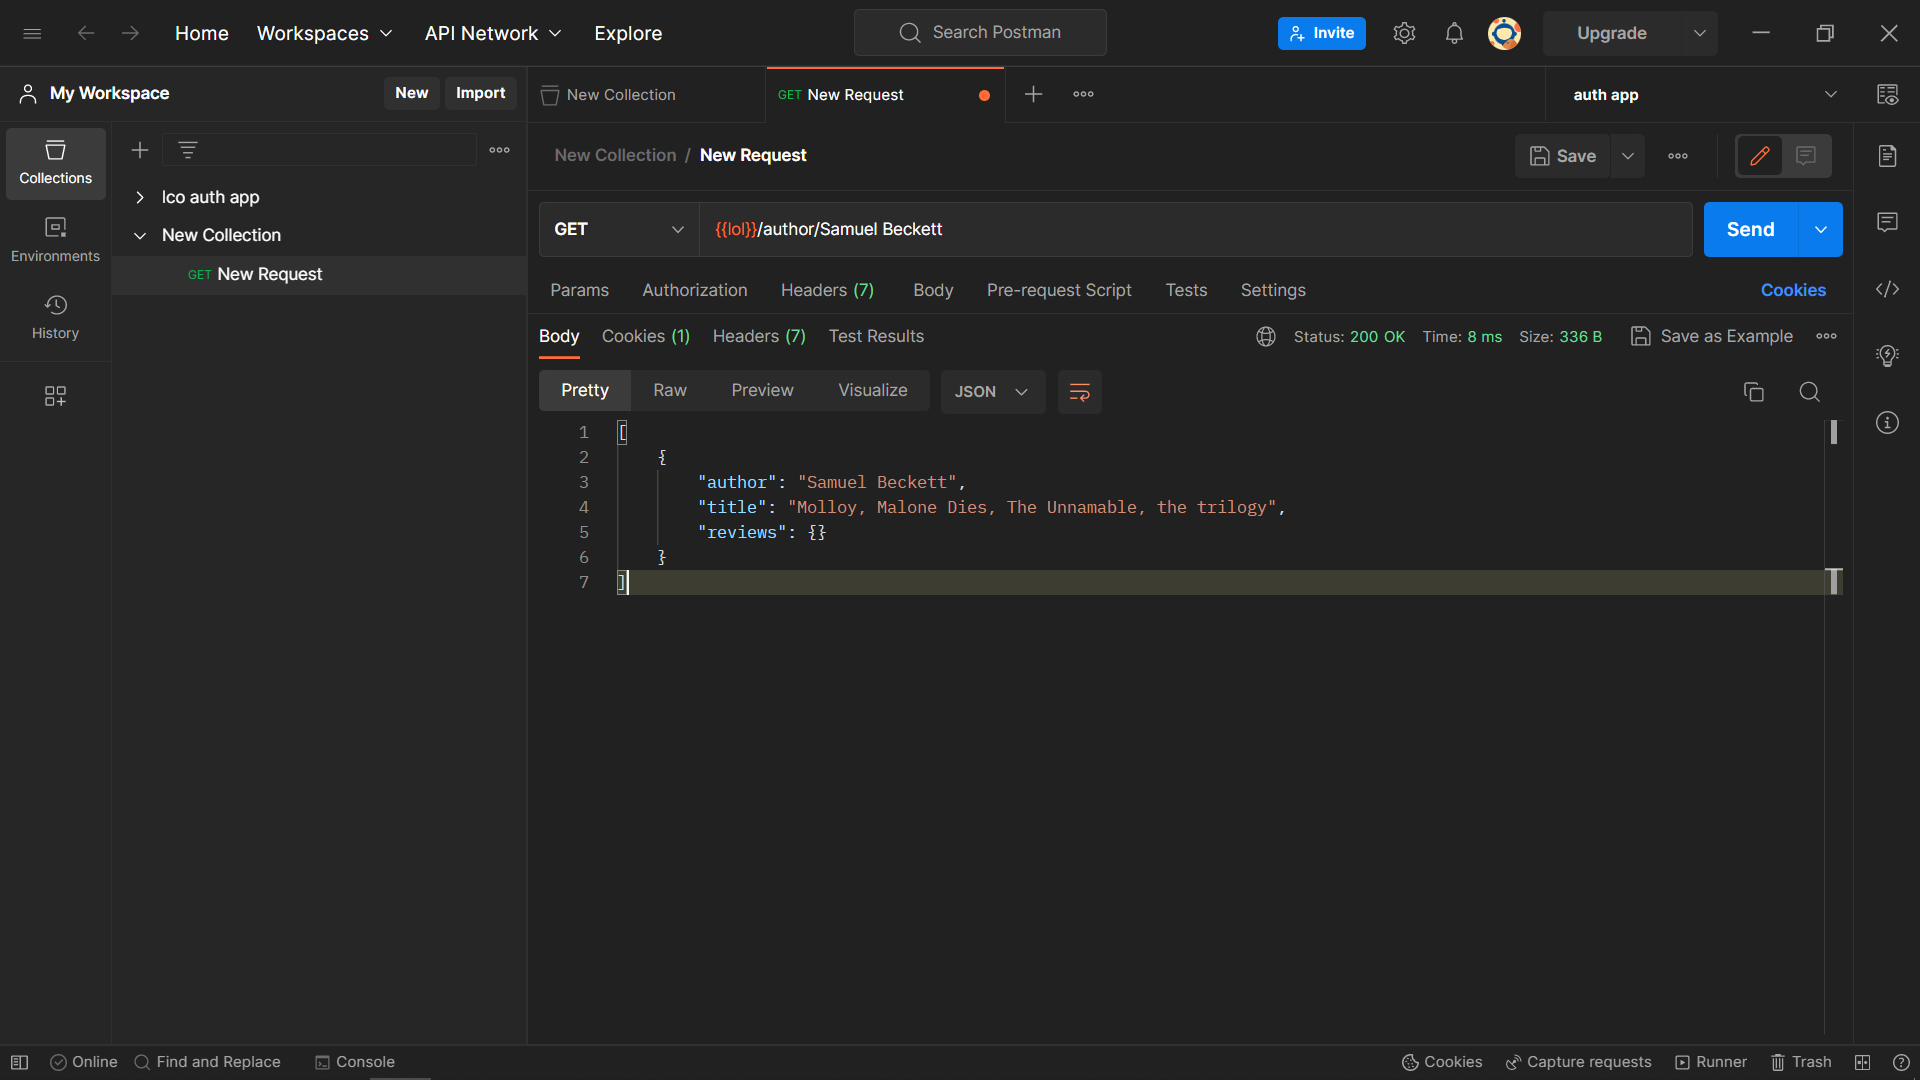 Home Workspaces API Network Explore Search Postman Invite Upgrade
My Workspace New Import New Collection GET New Request auth app
Collections
Environments
History
lco auth app
New Collection
GET New Request
New Collection / New Request Save
GET {{lol}}/author/Samuel Beckett Send
Params Authorization Headers (7) Body Pre-request Script Tests Settings Cookies
Body Cookies (1) Headers (7) Test Results Status: 200 OK Time: 8 ms Size: 336 B Save as Example
Pretty Raw Preview Visualize JSON
1 [
2 {
3 "author": "Samuel Beckett",
4 "title": "Molloy, Malone Dies, The Unnamable, the trilogy",
5 "reviews": {}
6 }
7 ]
Online Find and Replace Console Cookies Capture requests Runner Trash